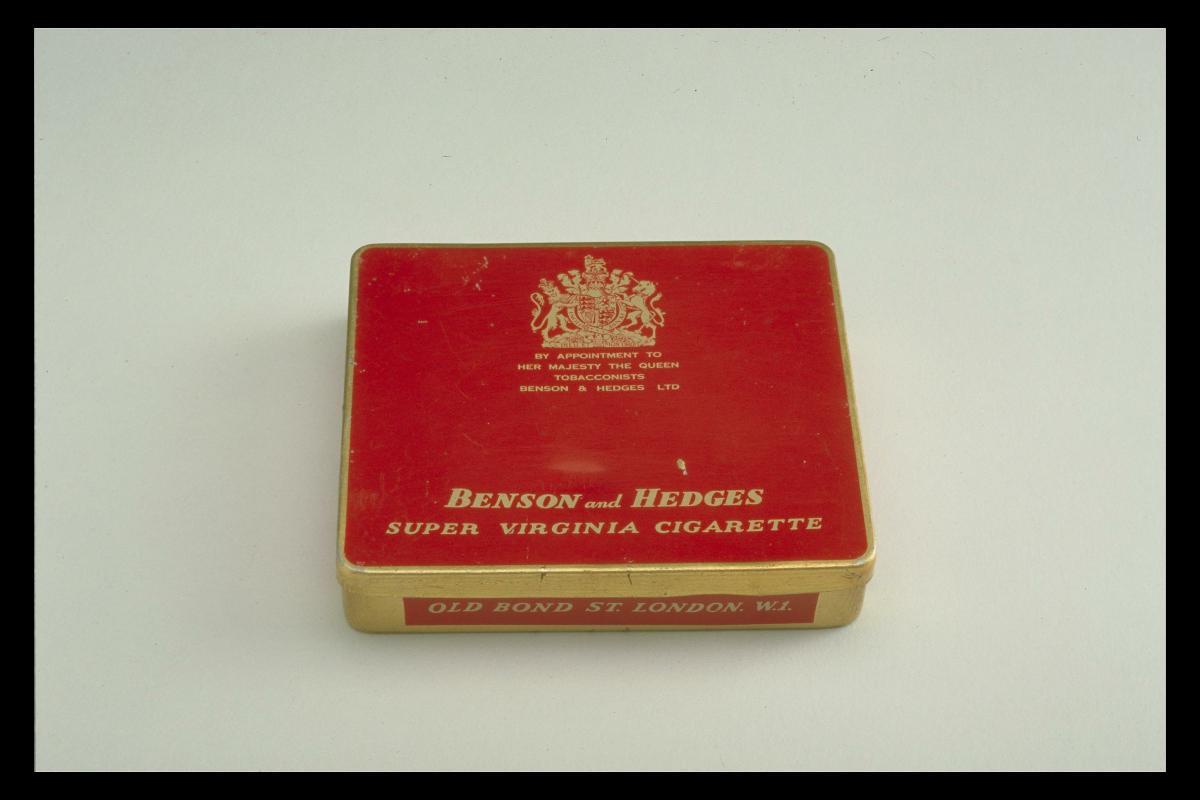 BY APPOINTMENT TO
HER MAJESTY THE QUEEN
TOBACCONISTS
BENSON & HEDGES LTD
BENSON and HEDGES
SUPER VIRGINIA CIGARETTE
OLD BOND ST. LONDON. W.1.